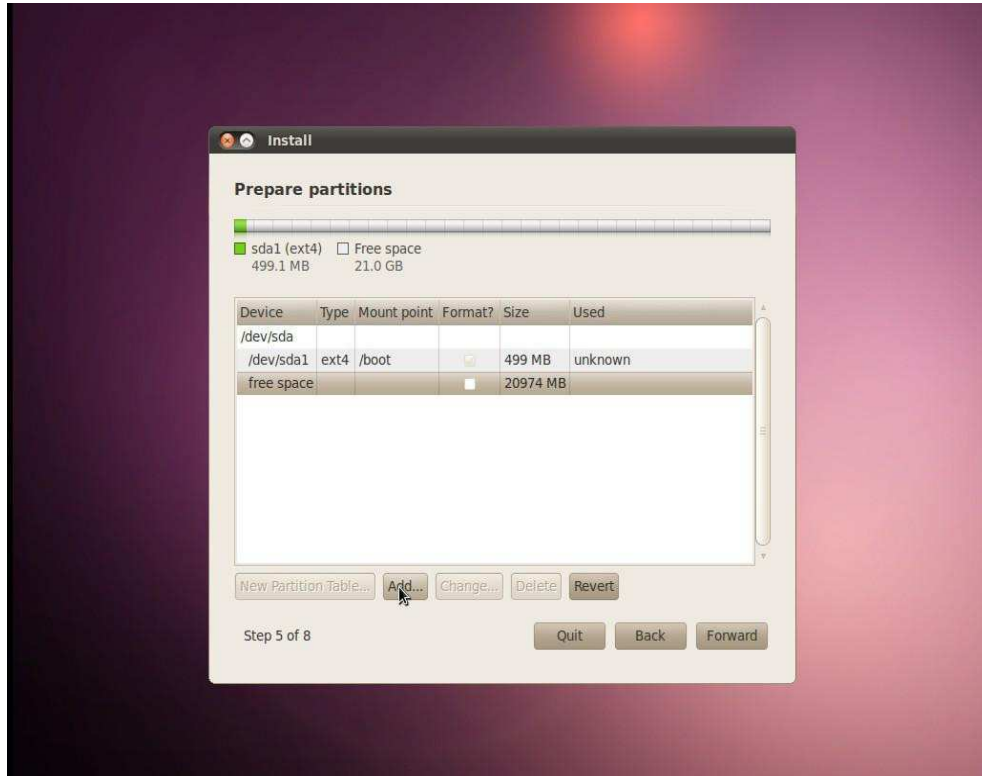 Install
Prepare partitions
sda1 (ext4) Free space
499.1 MB 21.0 GB
Device Type Mount point Format? Size Used
/dev/sda
/dev/sda1 ext4 /boot 499 MB unknown
free space 20974 MB
New Partition Table... Add... Change... Delete Revert
Step 5 of 8 Quit Back Forward